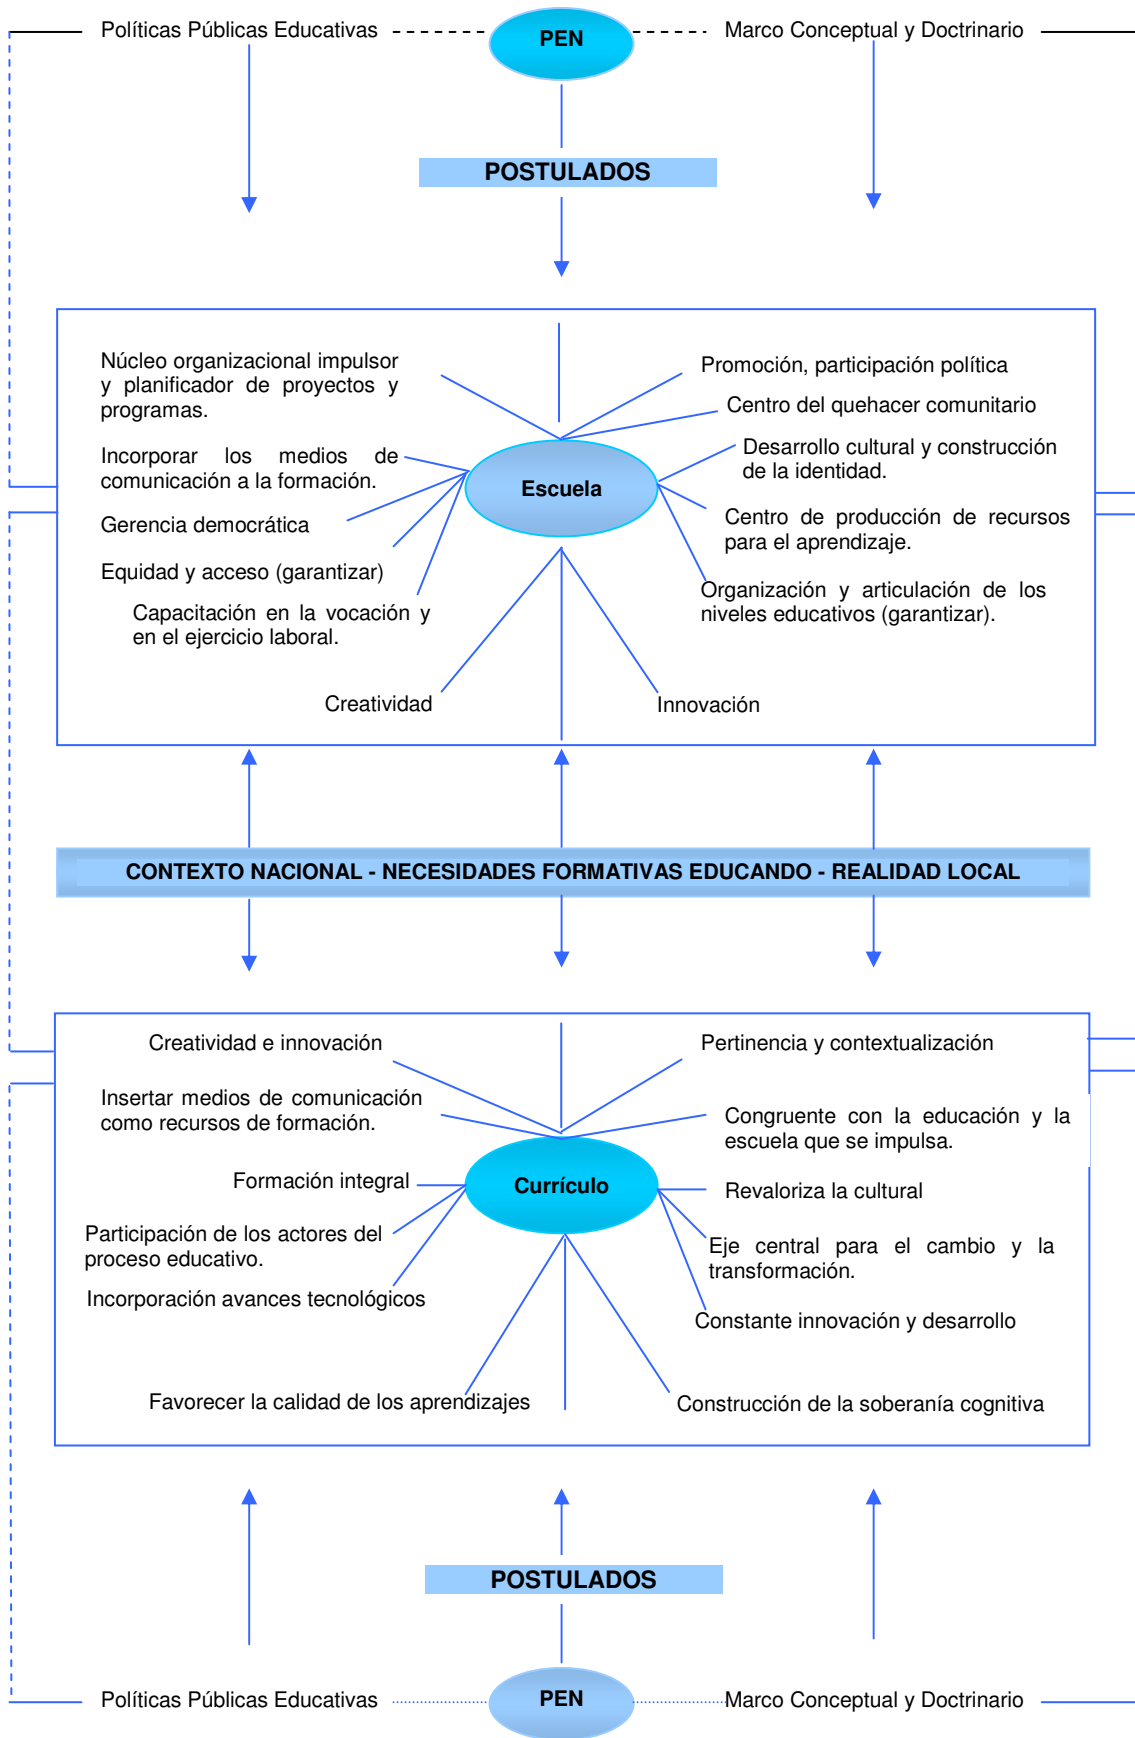 Políticas Públicas Educativas
PEN
Marco Conceptual y Doctrinario
POSTULADOS
Núcleo organizacional impulsor
y planificador de proyectos y
programas.
Incorporar los medios de
comunicación a la formación.
Gerencia democrática
Equidad y acceso (garantizar)
Capacitación en la vocación y
en el ejercicio laboral.
Creatividad
Escuela
Promoción, participación política
Centro del quehacer comunitario
Desarrollo cultural y construcción
de la identidad.
Centro de producción de recursos
para el aprendizaje.
Organización y articulación de los
niveles educativos (garantizar).
Innovación
CONTEXTO NACIONAL - NECESIDADES FORMATIVAS EDUCANDO - REALIDAD LOCAL
Creatividad e innovación
Insertar medios de comunicación
como recursos de formación.
Formación integral
Participación de los actores del
proceso educativo.
Incorporación avances tecnológicos
Favorecer la calidad de los aprendizajes
Currículo
Pertinencia y contextualización
Congruente con la educación y la
escuela que se impulsa.
Revaloriza la cultural
Eje central para el cambio y la
transformación.
Constante innovación y desarrollo
Construcción de la soberanía cognitiva
POSTULADOS
Políticas Públicas Educativas
PEN
Marco Conceptual y Doctrinario